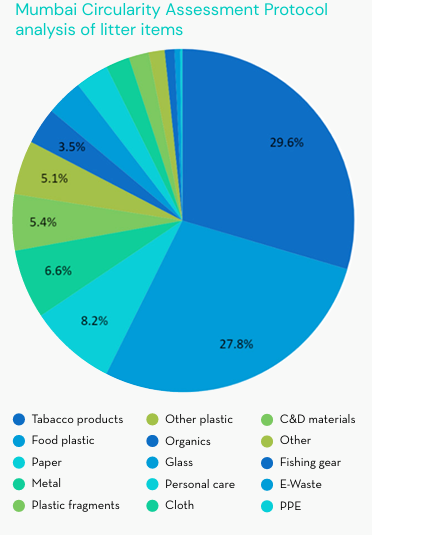 Mumbai Circularity Assessment Protocol
analysis of litter items
29.6%
27.8%
8.2%
6.6%
5.4%
5.1%
3.5%
Tobacco products
Food plastic
Paper
Metal
Plastic fragments
Other plastic
Organics
Glass
Personal care
Cloth
C&D materials
Other
Fishing gear
E-Waste
PPE